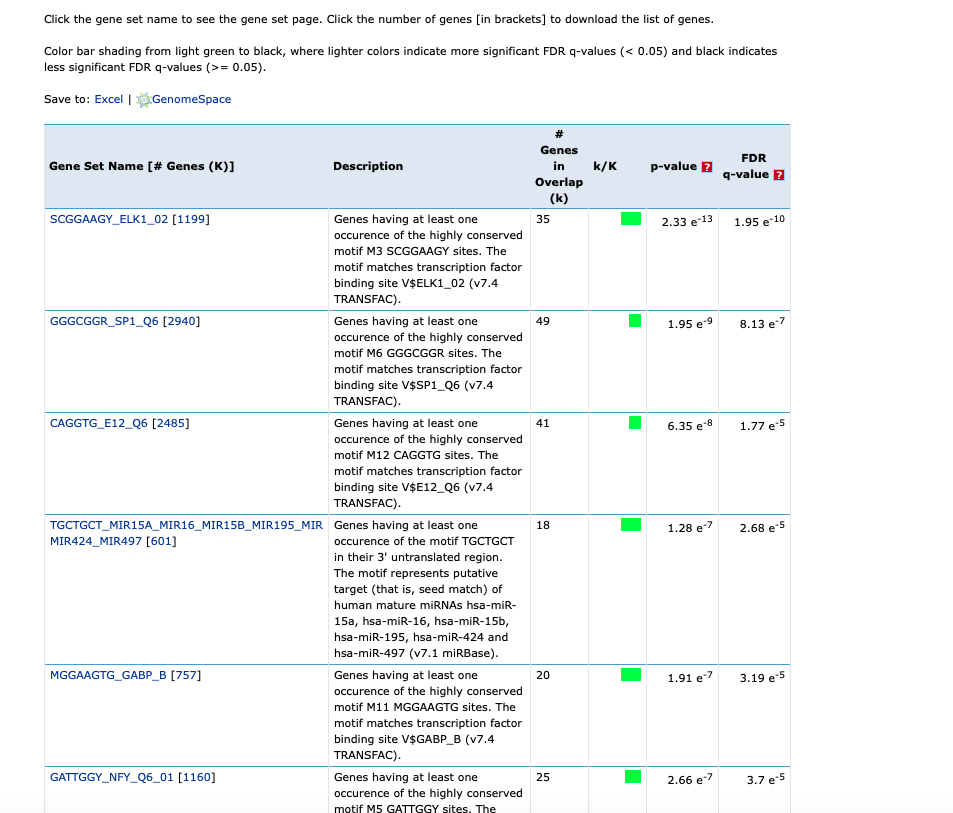 Click the gene set name to see the gene set page. Click the number of genes [in brackets] to download the list of genes.
Color bar shading from light green to black, where lighter colors indicate more significant FDR q-values (< 0.05) and black indicates
less significant FDR q-values (>= 0.05).
Save to: Excel | GenomeSpace
Gene Set Name [# Genes (K)]
Description
#
Genes
in
Overlap
(k)
k/K
p-value ?
FDR
q-value ?
SCGGAAGY_ELK1_02 [1199]
Genes having at least one
occurence of the highly conserved
motif M3 SCGGAAGY sites. The
motif matches transcription factor
binding site V$ELK1_02 (v7.4
TRANSFAC).
35
2.33 e-13
1.95 e-10
GGGCGGR_SP1_Q6 [2940]
Genes having at least one
occurence of the highly conserved
motif M6 GGGCGGR sites. The
motif matches transcription factor
binding site V$SP1_Q6 (v7.4
TRANSFAC).
49
1.95 e-9
8.13 e-7
CAGGTG_E12_Q6 [2485]
Genes having at least one
occurence of the highly conserved
motif M12 CAGGTG sites. The
motif matches transcription factor
binding site V$E12_Q6 (v7.4
TRANSFAC).
41
6.35 e-8
1.77 e-5
TGCTGCT_MIR15A_MIR16_MIR15B_MIR195_MIR
MIR424_MIR497 [601]
Genes having at least one
occurence of the motif TGCTGCT
in their 3' untranslated region.
The motif represents putative
target (that is, seed match) of
human mature miRNAs hsa-miR-
15a, hsa-miR-16, hsa-miR-15b,
hsa-miR-195, hsa-miR-424 and
hsa-miR-497 (v7.1 miRBase).
18
1.28 e-7
2.68 e-5
MGGAAGTG_GABP_B [757]
Genes having at least one
occurence of the highly conserved
motif M11 MGGAAGTG sites. The
motif matches transcription factor
binding site V$GABP_B (v7.4
TRANSFAC).
20
1.91 e-7
3.19 e-5
GATTGGY_NFY_Q6_01 [1160]
Genes having at least one
occurence of the highly conserved
motif M5 GATTGGY sites. The
25
2.66 e-7
3.7 e-5